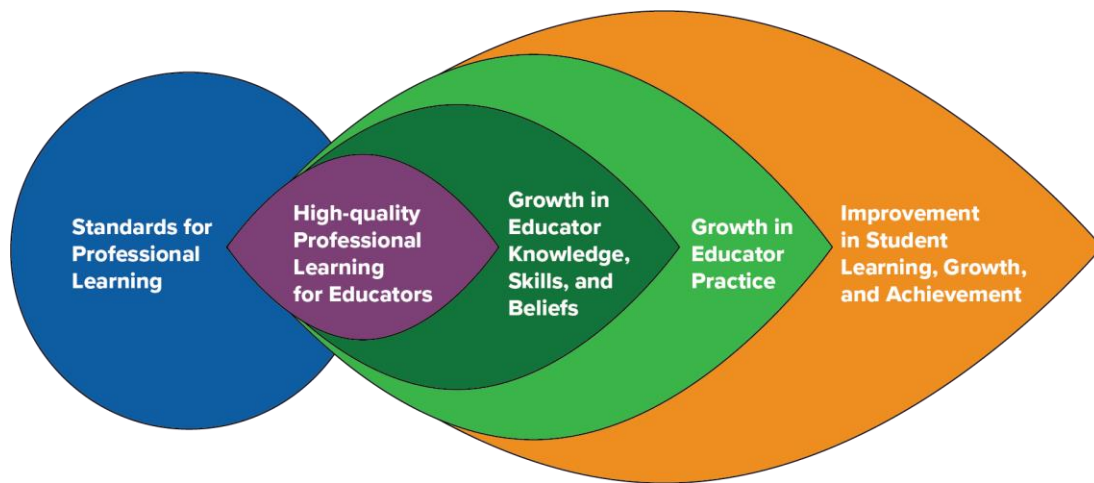 Standards for
Professional
Learning
High-quality
Professional
Learning
for Educators
Growth in
Educator
Knowledge,
Skills, and
Beliefs
Growth in
Educator
Practice
Improvement
in Student
Learning, Growth,
and Achievement